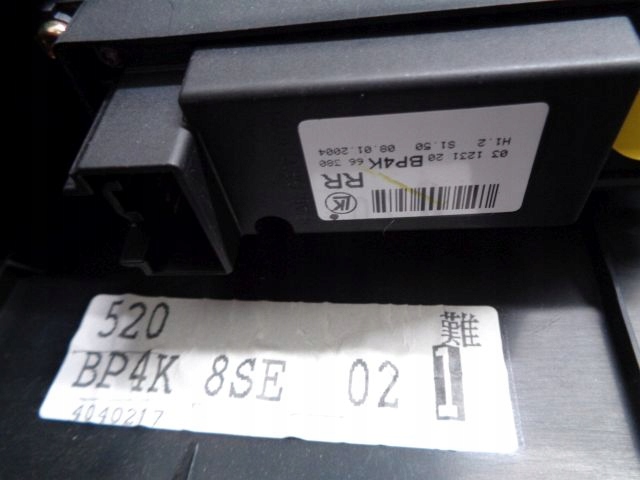 03 1231 20 BP4K 66 380
H1.2 S1.50 08.01.2004
RR
520
難
BP4K 8SE 02 1
4040217